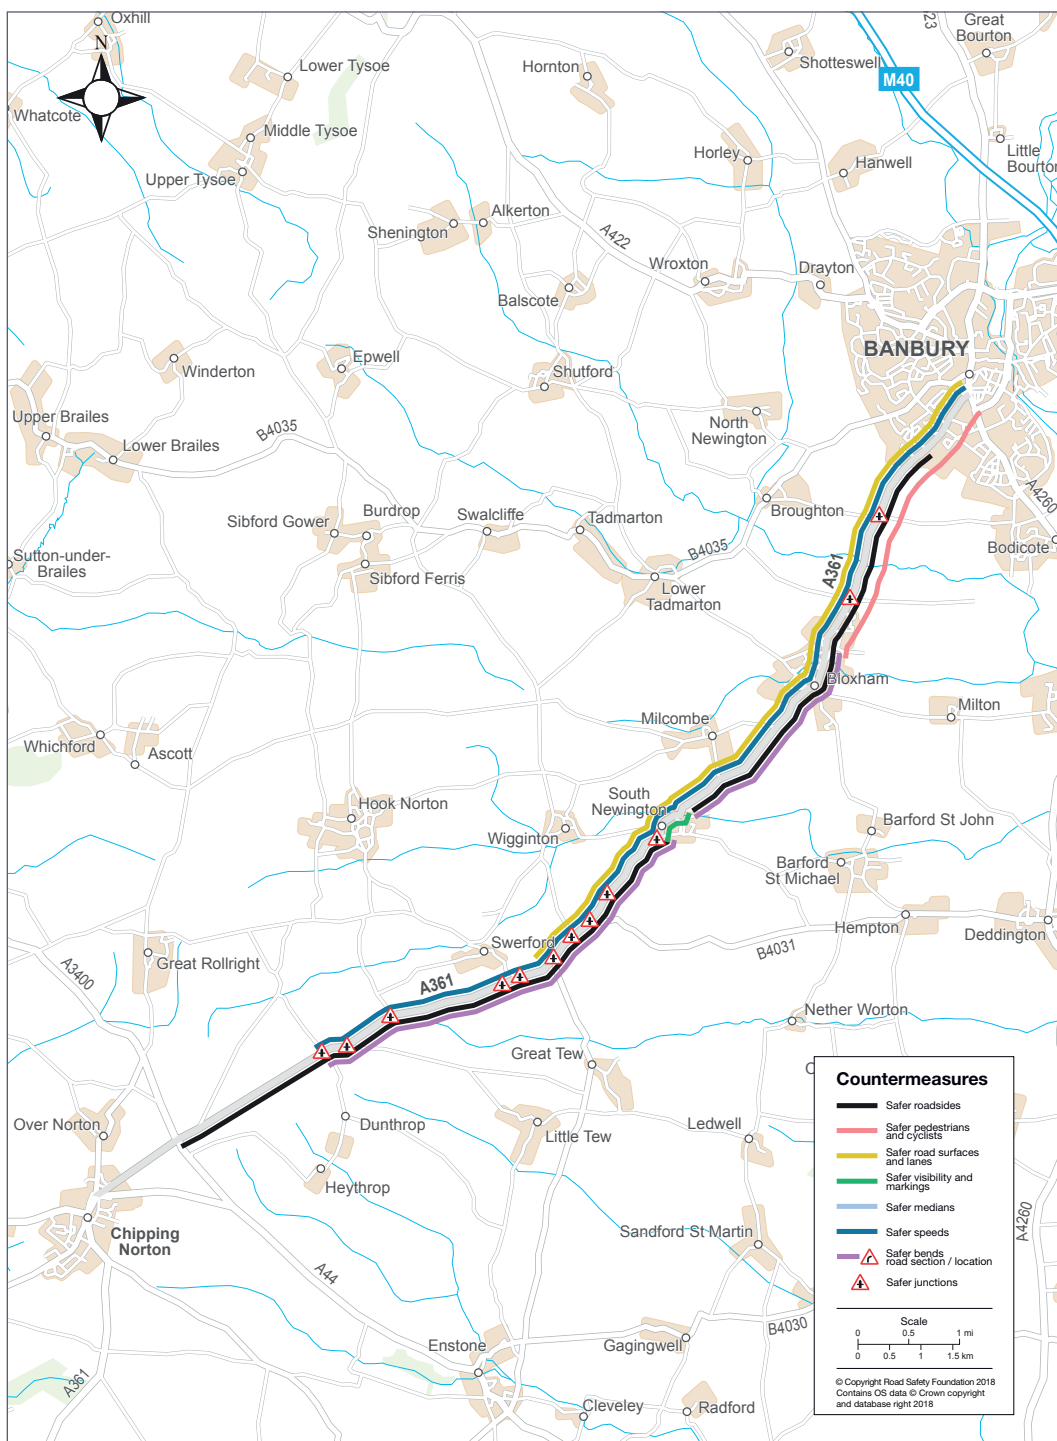 Oxhill
N
Lower Tysoe
Whatcote
Middle Tysoe
Upper Tysoe
Hornton
Shotteswell
23
Great
Bourton
M40
Little
Bourton
Horley
Hanwell
Alkerton
Shenington
A422
Wroxton
Drayton
Balscote
BANBURY
Winderton
Epwell
Shutford
Upper Brailes
Lower Brailes
B4035
North
Newington
Sibford Gower
Burdrop
Swalcliffe
Tadmarton
Broughton
A4260
Bodicote
Sutton-under-
Brailes
Sibford Ferris
B4035
Lower
Tadmarton
A361
Bloxham
Milton
Milcombe
Whichford
Ascott
Hook Norton
South
Newington
Wigginton
Barford St John
Barford
St Michael
Hempton
Deddington
B4031
Swerford
A361
A3400
Great Rollright
Nether Worton
Great Tew
Over Norton
Dunthrop
Little Tew
Ledwell
Heythrop
Chipping
Norton
Sandford St Martin
A44
A4260
B4030
Enstone
Gagingwell
A361
Cleveley
Radford
Countermeasures
Safer roadsides
Safer pedestrians
and cyclists
Safer road surfaces
and lanes
Safer visibility and
markings
Safer medians
Safer speeds
Safer bends
road section / location
Safer junctions
Scale
0 0.5 1 mi
0 0.5 1 1.5 km
© Copyright Road Safety Foundation 2018
Contains OS data © Crown copyright
and database right 2018